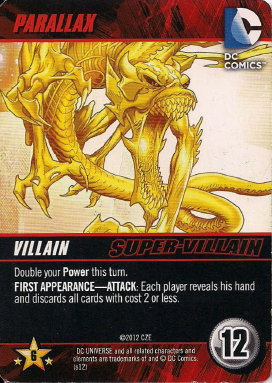 PARALLAX
DC COMICS™
VILLAIN SUPER-VILLAIN
Double your Power this turn.
FIRST APPEARANCE—ATTACK: Each player reveals his hand
and discards all cards with cost 2 or less.
©2012 CZE
6
12
DC UNIVERSE and all related characters and
elements are trademarks of and © DC Comics.
(s12)